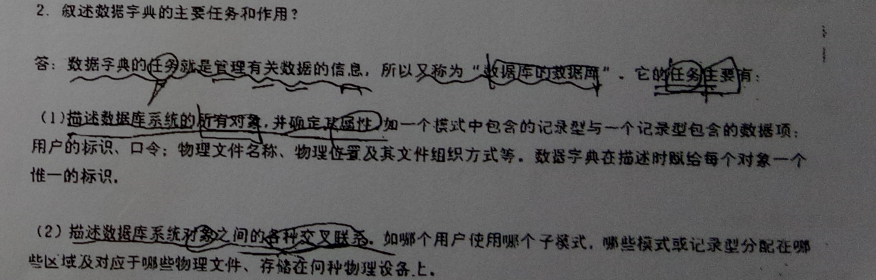 2. 叙述数据字典的主要任务和作用？
答：数据字典的任务就是管理有关数据的信息，所以又称为“数据库的数据库”。它的任务主要有：
(1)描述数据库系统的所有对象，并确定其属性。如一个模式中包含的记录型与一个记录型包含的数据项；
用户的标识、口令；物理文件名称、物理位置及其文件组织方式等。数据字典在描述时赋给每个对象一个
惟一的标识。
(2)描述数据库系统对象之间的各种交叉联系。如哪个用户使用哪个子模式，哪些模式或记录型分配在哪
些区域及对应于哪些物理文件、存储在何种物理设备上。